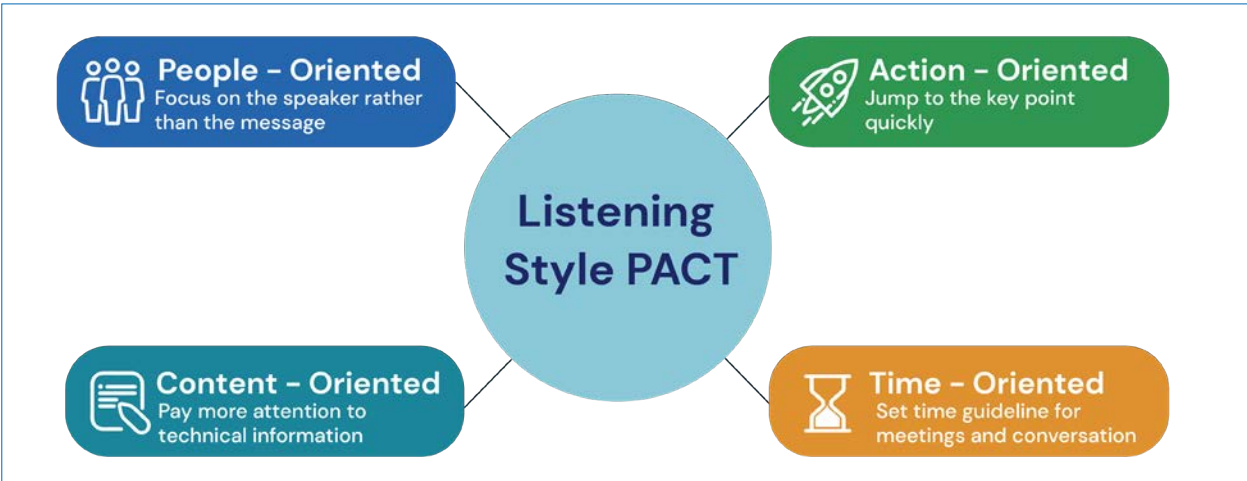 People – Oriented
Focus on the speaker rather
than the message
Action – Oriented
Jump to the key point
quickly
Listening
Style PACT
Content – Oriented
Pay more attention to
technical information
Time – Oriented
Set time guideline for
meetings and conversation